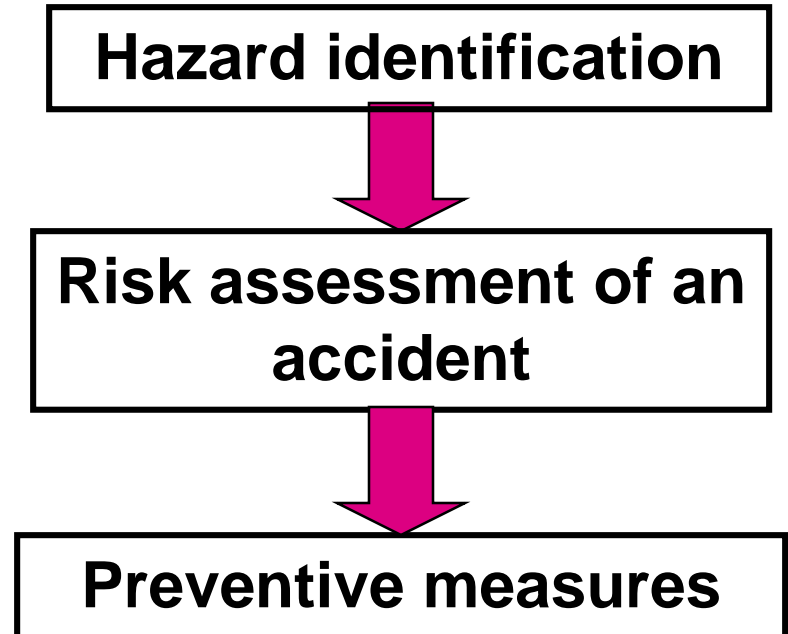 Hazard identification
Risk assessment of an
accident
Preventive measures